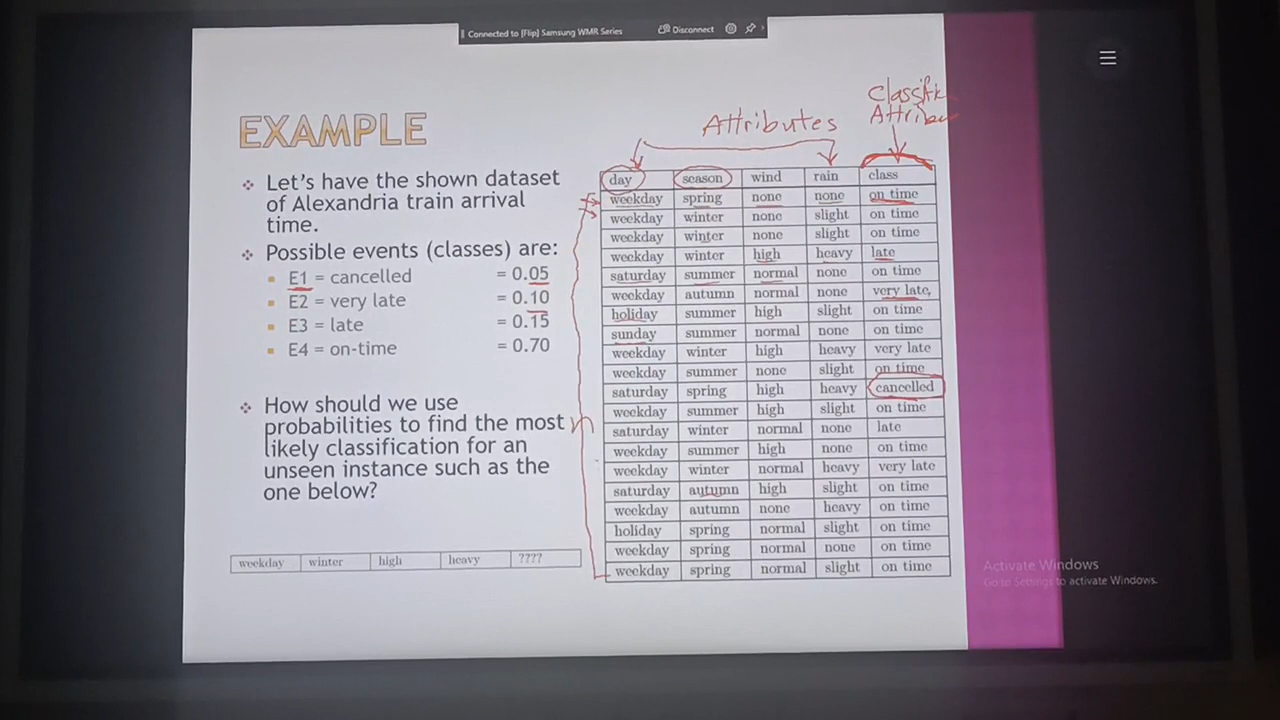 Connected to [Flip] Samsung WMR Series Disconnect
Classific
Attributes Attribu
EXAMPLE
❖ Let's have the shown dataset
of Alexandria train arrival
time.
❖ Possible events (classes) are:
▪ E1 = cancelled = 0.05
▪ E2 = very late = 0.10
▪ E3 = late = 0.15
▪ E4 = on-time = 0.70
❖ How should we use
probabilities to find the most
likely classification for an
unseen instance such as the
one below?
weekday winter high heavy ????
day season wind rain class
weekday spring none none on time
weekday winter none slight on time
weekday winter none slight on time
weekday winter high heavy late
saturday summer normal none on time
weekday autumn normal none very late
holiday summer high slight on time
sunday summer normal none on time
weekday winter high heavy very late
weekday summer none slight on time
saturday spring high heavy cancelled
weekday summer high slight on time
saturday winter normal none late
weekday summer high none on time
weekday winter normal heavy very late
saturday autumn high slight on time
weekday autumn none heavy on time
holiday spring normal slight on time
weekday spring normal none on time
weekday spring normal slight on time
Activate Windows
Go to Settings to activate Windows.